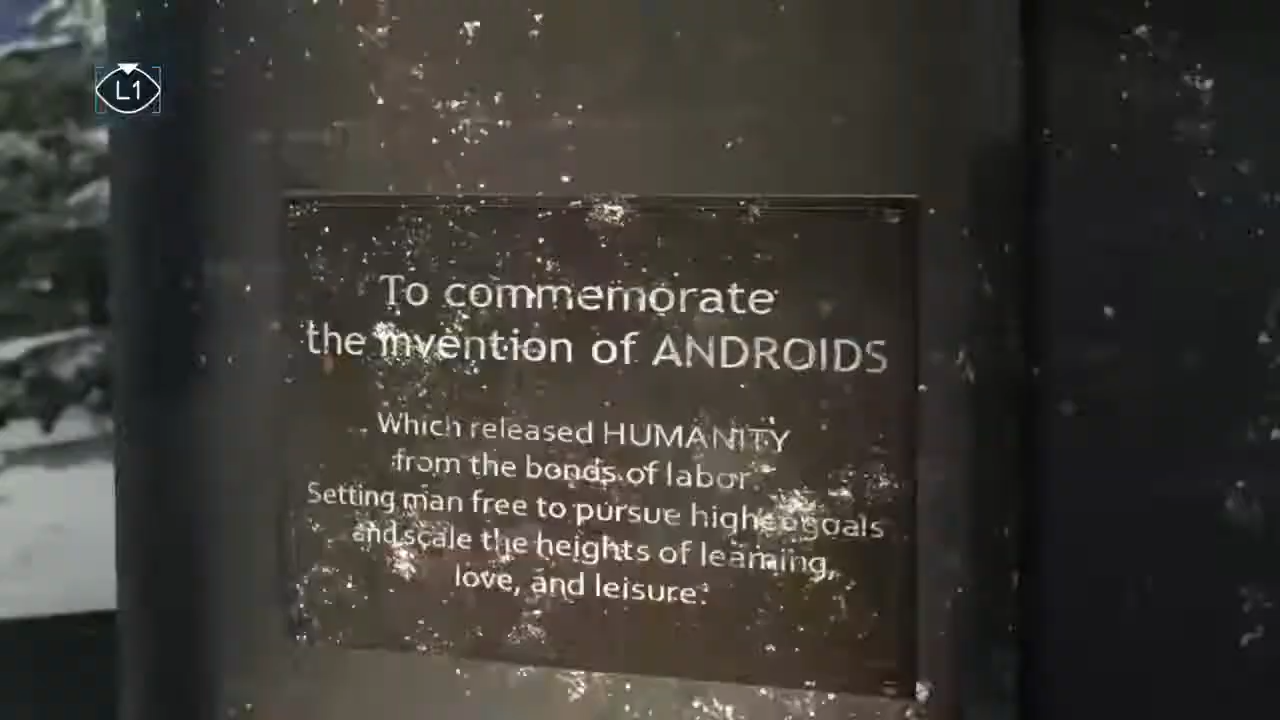 L1
To commemorate
the invention of ANDROIDS
Which released HUMANITY
from the bonds of labor.
Setting man free to pursue higher goals
and scale the heights of learning,
love, and leisure.